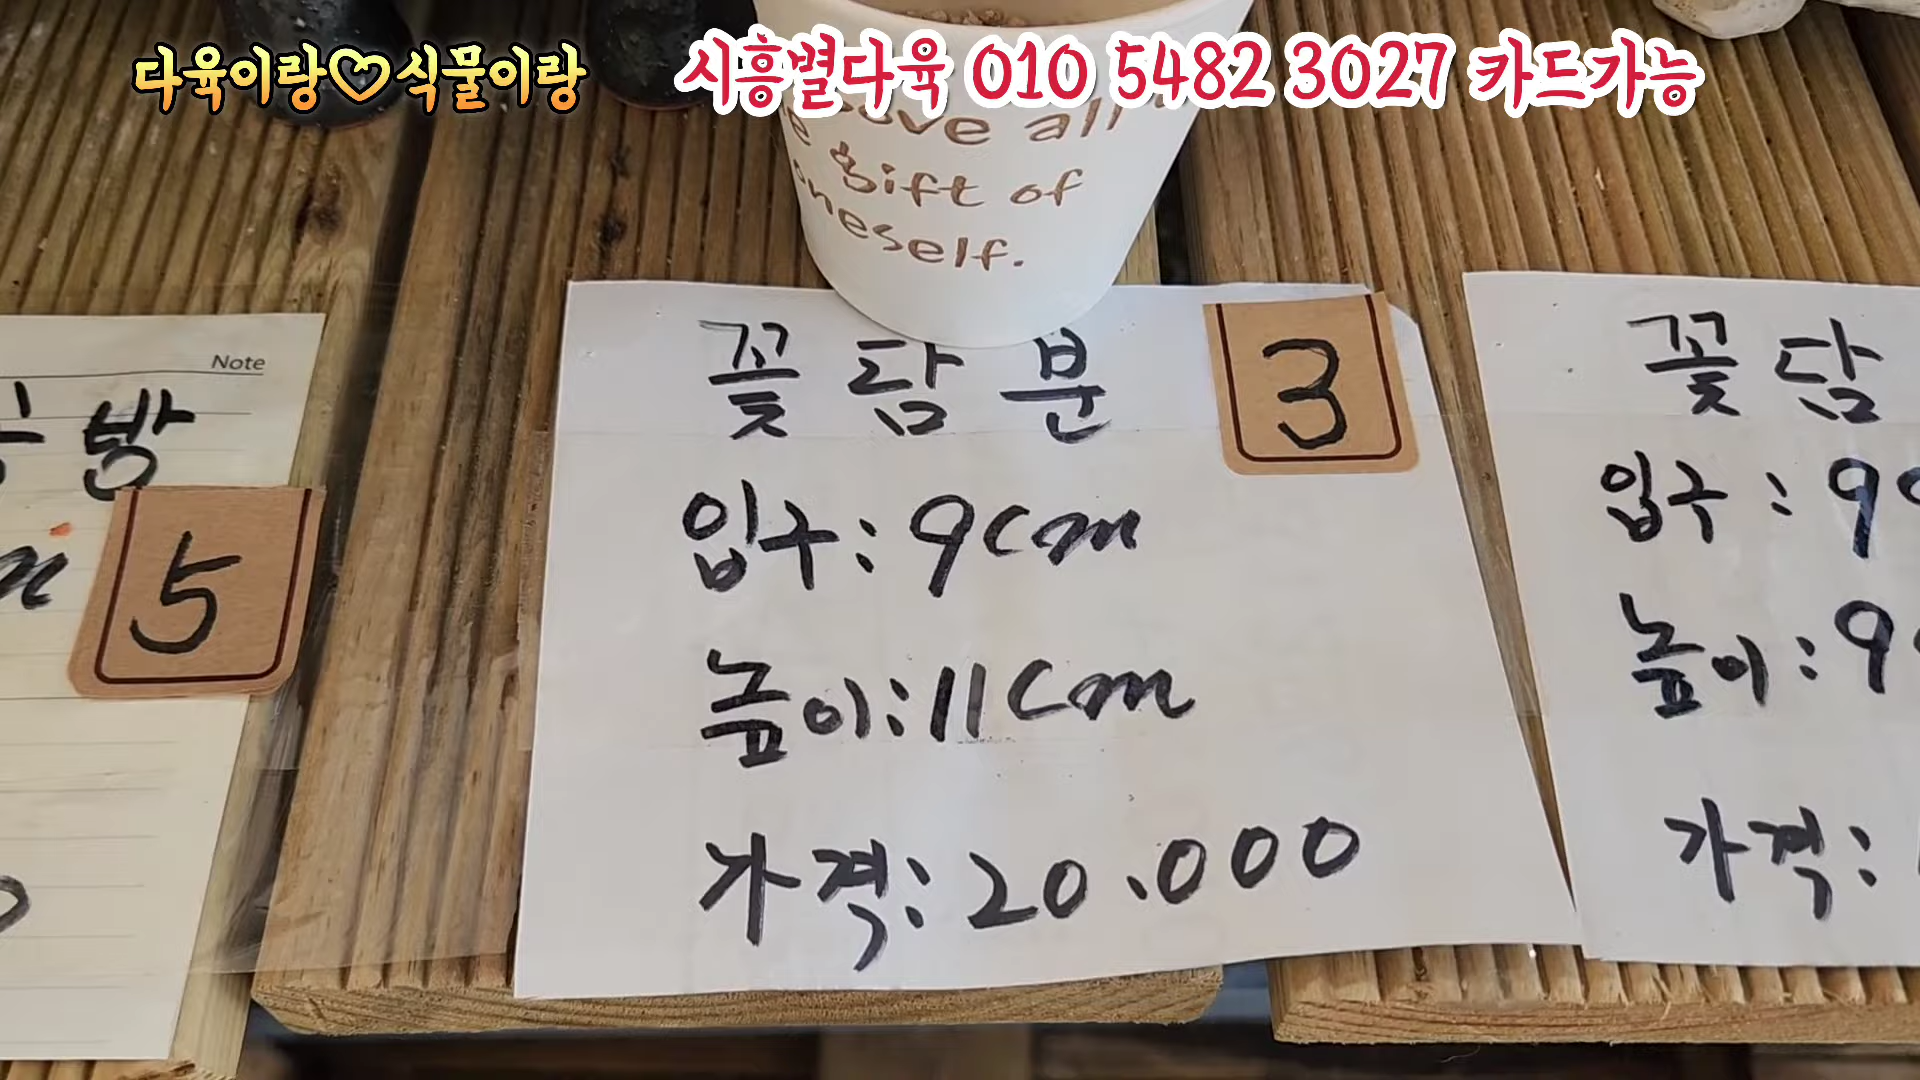 다육이랑♡식물이랑
시흥별다육 010 5482 3027 카드가능
all
gift of
oneself.
Note
방
5
꽃담분
3
입구: 9cm
높이: 11cm
가격: 20.000
꽃담
입구: 9
높이: 9
가격: